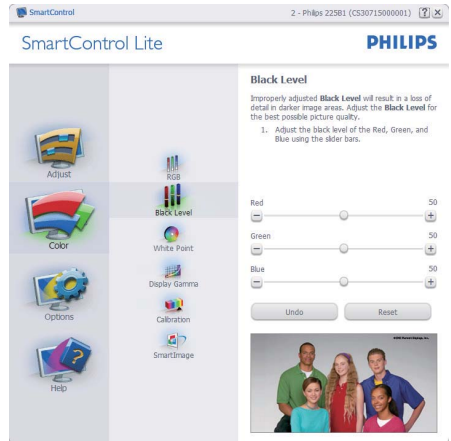 SmartControl
2 - Philips 225B1 (CS30715000001)
?
SmartControl Lite
PHILIPS
Adjust
Color
Options
Help
RGB
Black Level
White Point
Display Gamma
Calibration
SmartImage
Black Level
Improperly adjusted Black Level will result in a loss of
detail in darker image areas. Adjust the Black Level for
the best possible picture quality.
1. Adjust the black level of the Red, Green, and
Blue using the slider bars.
Red 50
Green 50
Blue 50
Undo
Reset